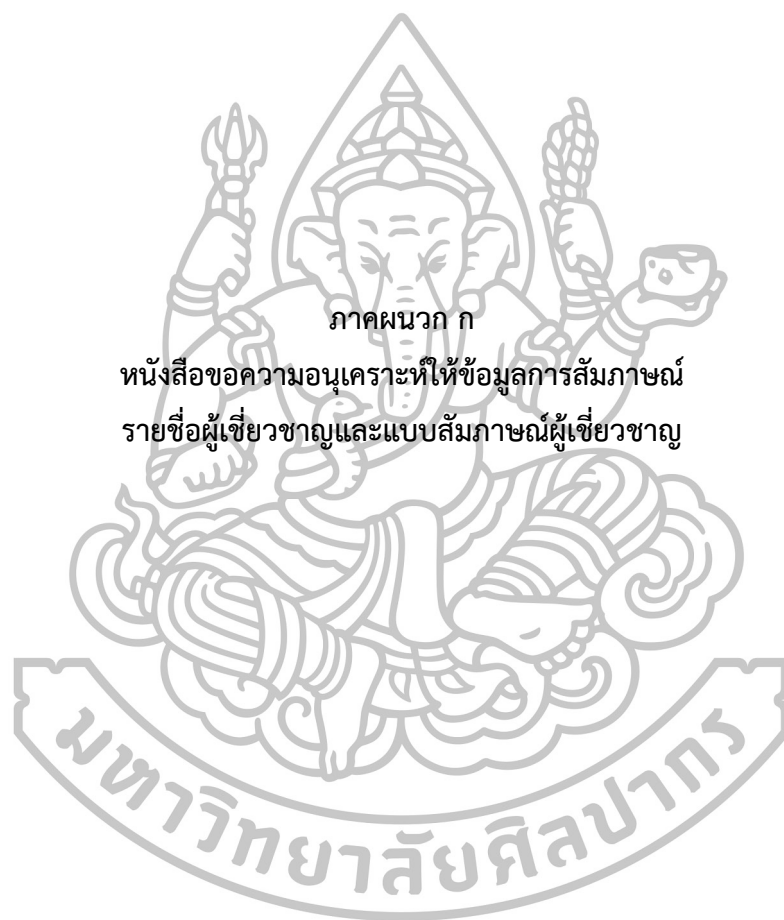 ภาคผนวก ก
หนังสือขอความอนุเคราะห์ให้ข้อมูลการสัมภาษณ์
รายชื่อผู้เชี่ยวชาญและแบบสัมภาษณ์ผู้เชี่ยวชาญ
มหาวิทยาลัยศิลปากร